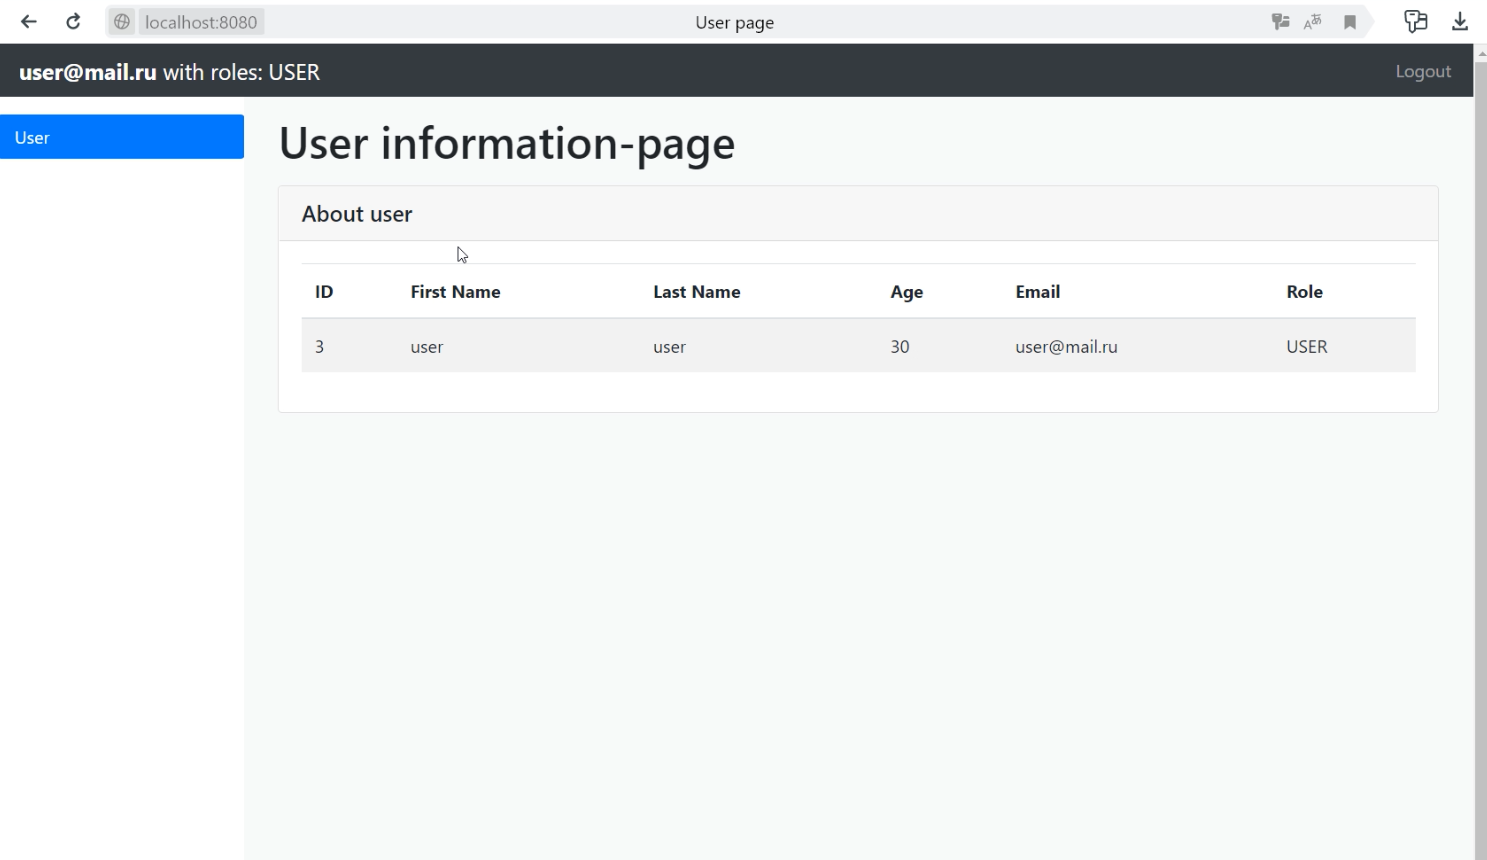 localhost:8080 User page
user@mail.ru with roles: USER Logout
User
User information-page
About user
ID First Name Last Name Age Email Role
3 user user 30 user@mail.ru USER